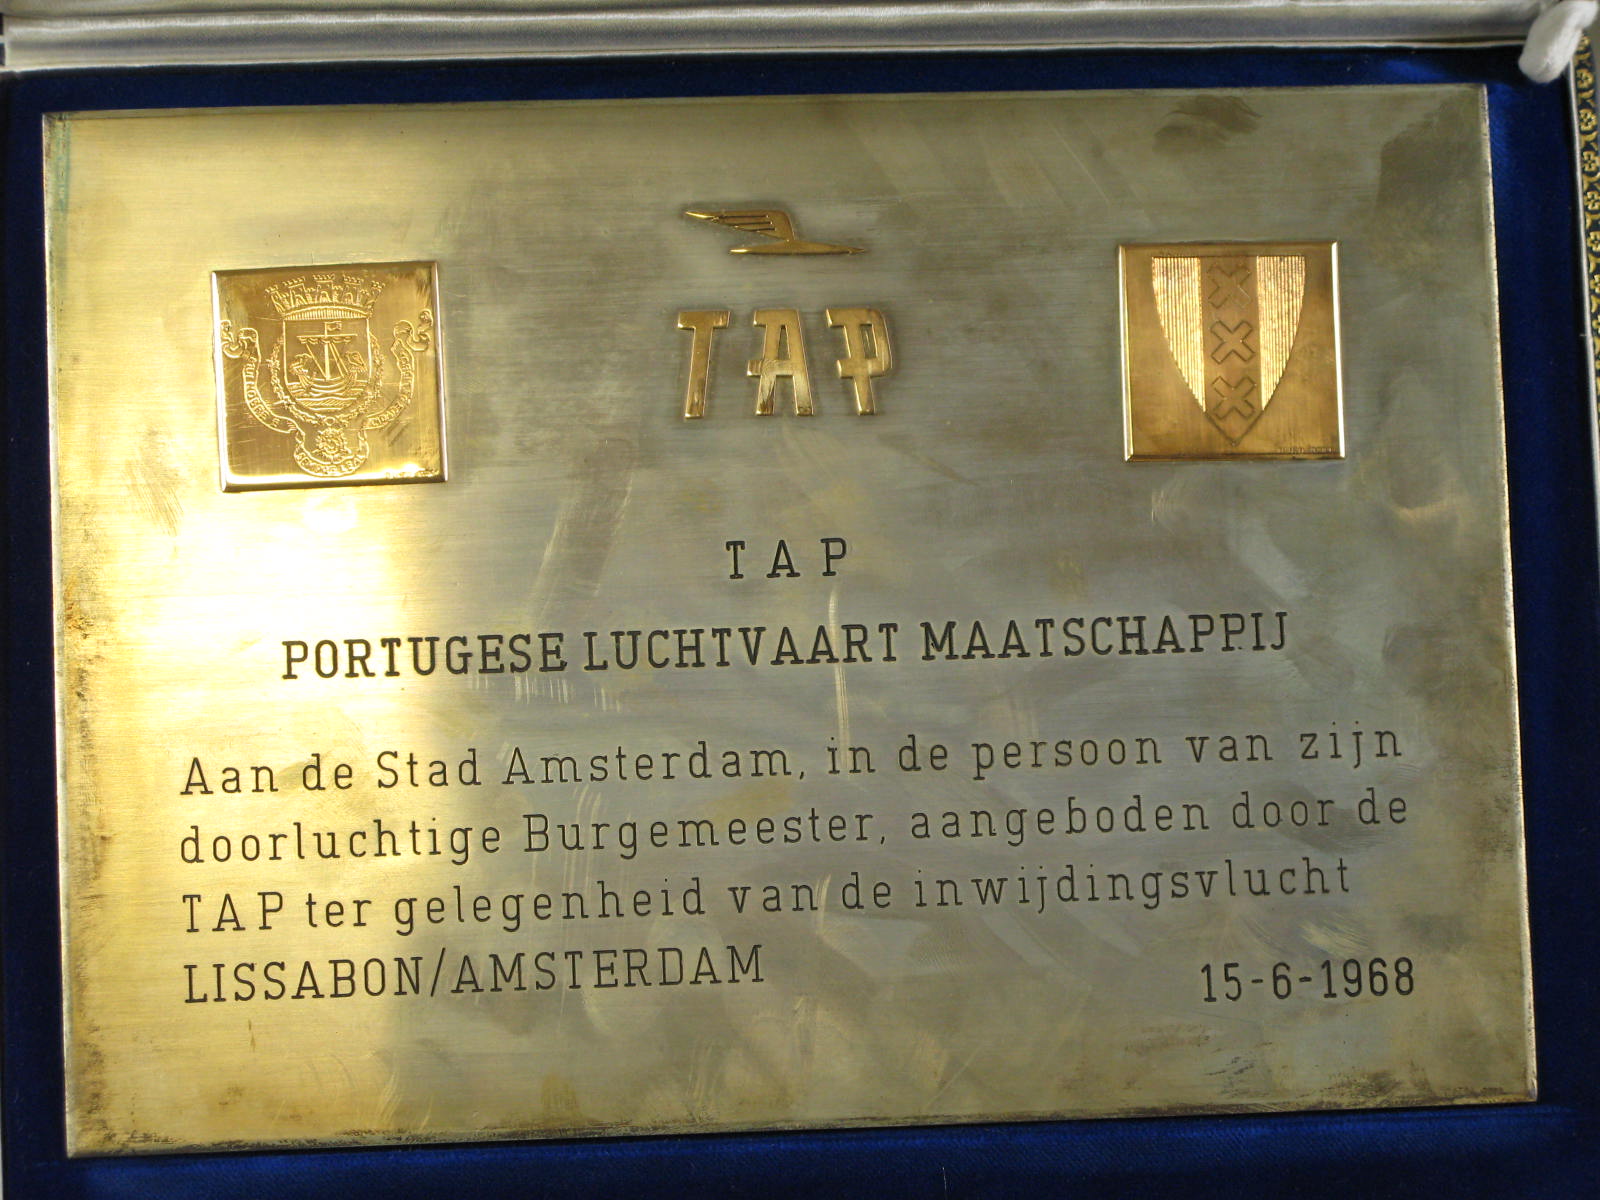 TAP
TAP
PORTUGESE LUCHTVAART MAATSCHAPPIJ
Aan de Stad Amsterdam, in de persoon van zijn
doorluchtige Burgemeester, aangeboden door de
TAP ter gelegenheid van de inwijdingsvlucht
LISSABON/AMSTERDAM 15-6-1968